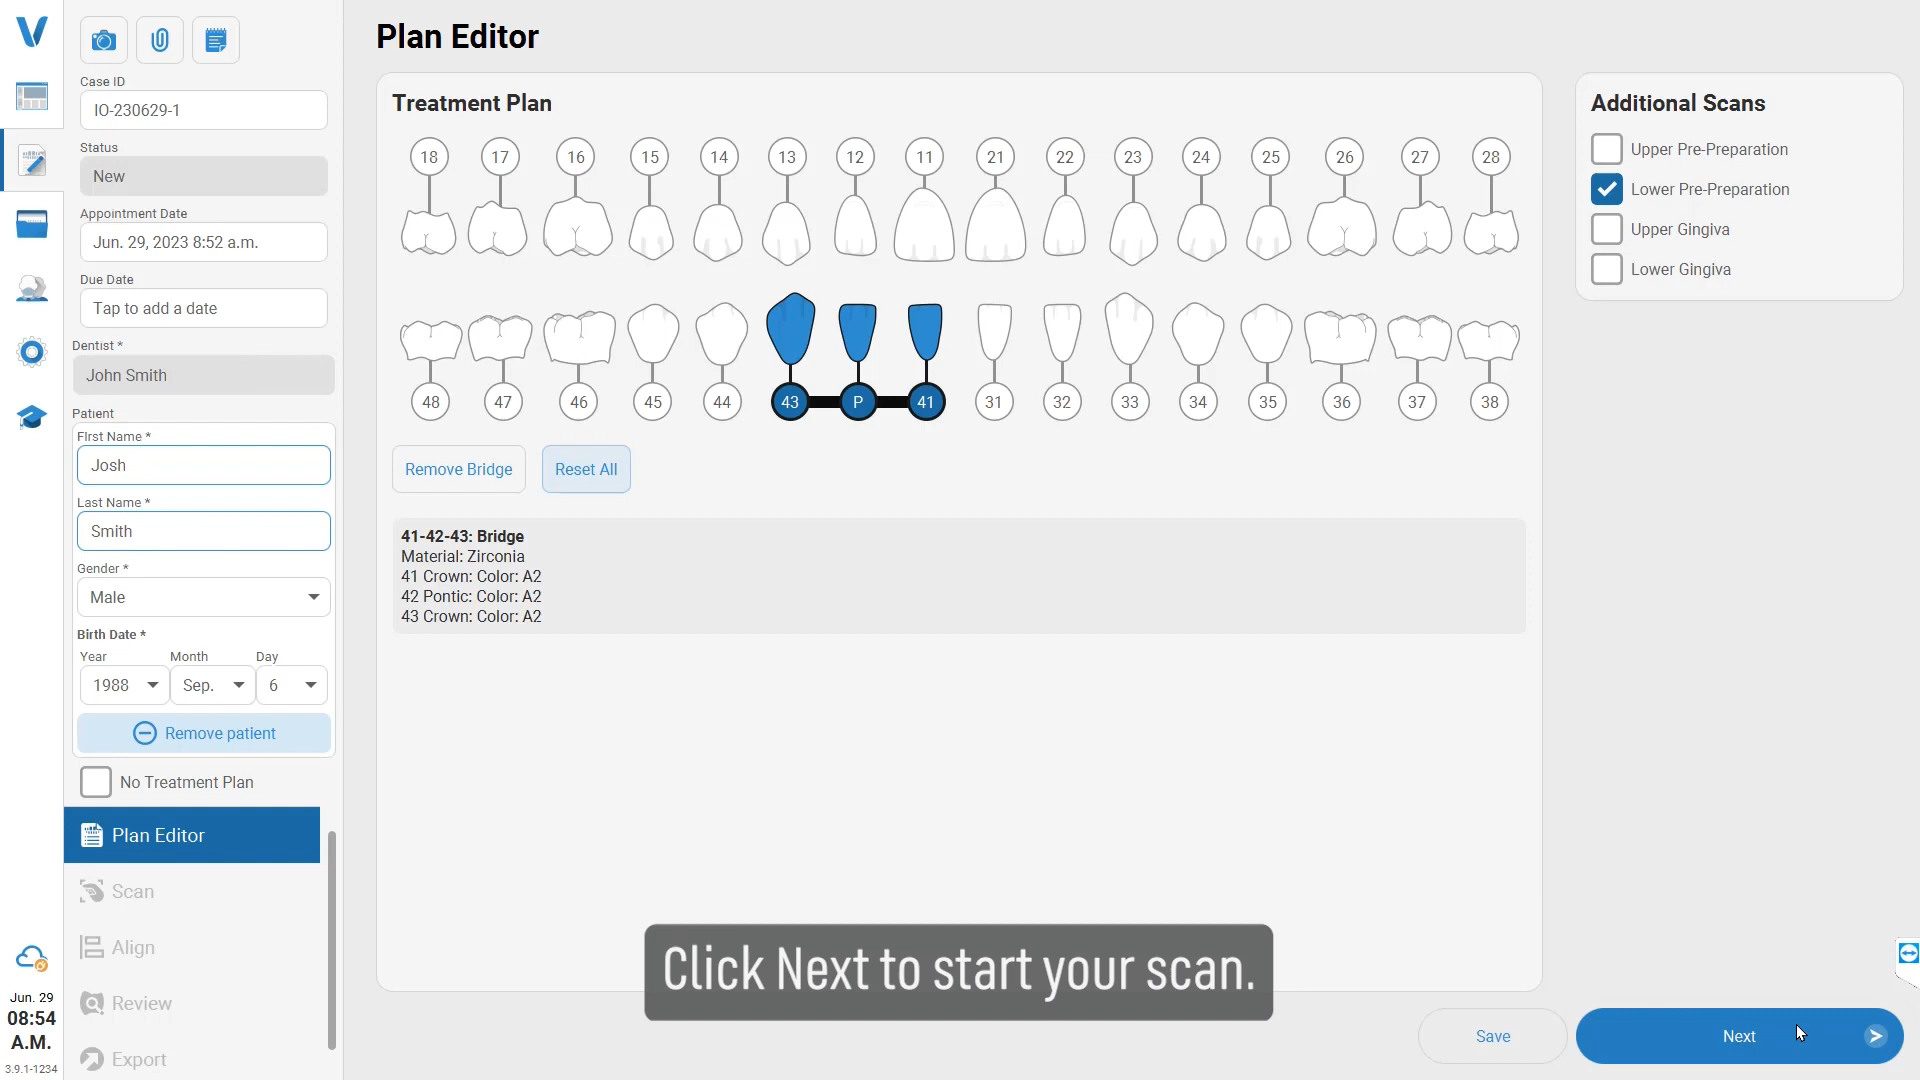 Case ID
IO-230629-1
Status
New
Appointment Date
Jun. 29, 2023 8:52 a.m.
Due Date
Tap to add a date
Dentist *
John Smith
Patient
FIrst Name *
Josh
Last Name *
Smith
Gender *
Male
Birth Date *
Year Month Day
1988 Sep. 6
Remove patient
No Treatment Plan
Plan Editor
Scan
Align
Review
Export
Jun. 29
08:54
A.M.
3.9.1-1234
Plan Editor
Treatment Plan
18 17 16 15 14 13 12 11 21 22 23 24 25 26 27 28
48 47 46 45 44 43 P 41 31 32 33 34 35 36 37 38
Remove Bridge Reset All
41-42-43: Bridge
Material: Zirconia
41 Crown: Color: A2
42 Pontic: Color: A2
43 Crown: Color: A2
Additional Scans
Upper Pre-Preparation
Lower Pre-Preparation
Upper Gingiva
Lower Gingiva
Click Next to start your scan.
Save Next